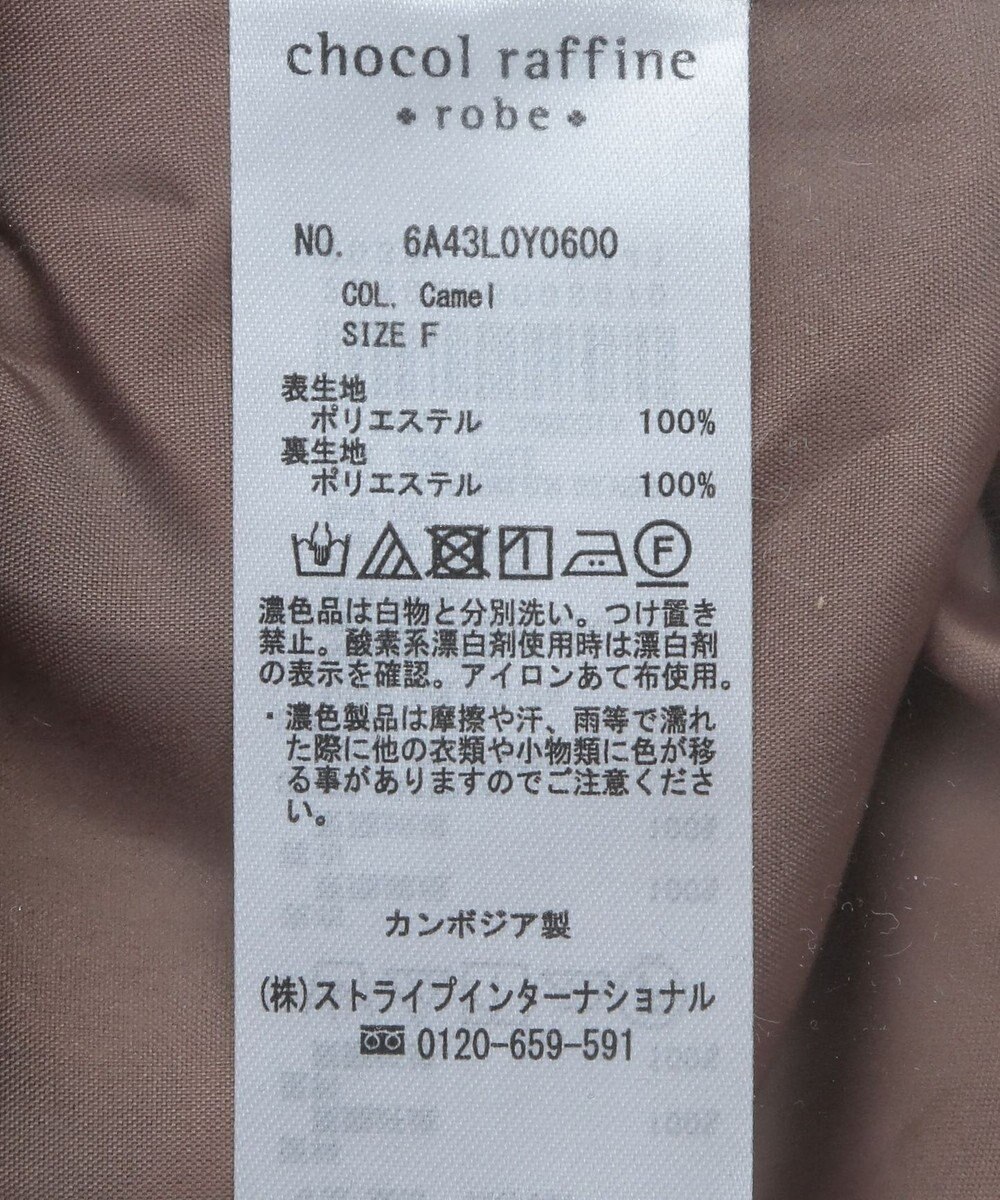 chocol raffine
robe
NO. 6A43L0Y0600
COL. Camel
SIZE F
表生地
ポリエステル 100%
裏生地
ポリエステル 100%
F
濃色品は白物と分別洗い。つけ置き
禁止。酸素系漂白剤使用時は漂白剤
の表示を確認。アイロンあて布使用。
・濃色製品は摩擦や汗、雨等で濡れ
た際に他の衣類や小物類に色が移
る事がありますのでご注意くださ
い。
カンボジア製
(株)ストライプインターナショナル
0120-659-591